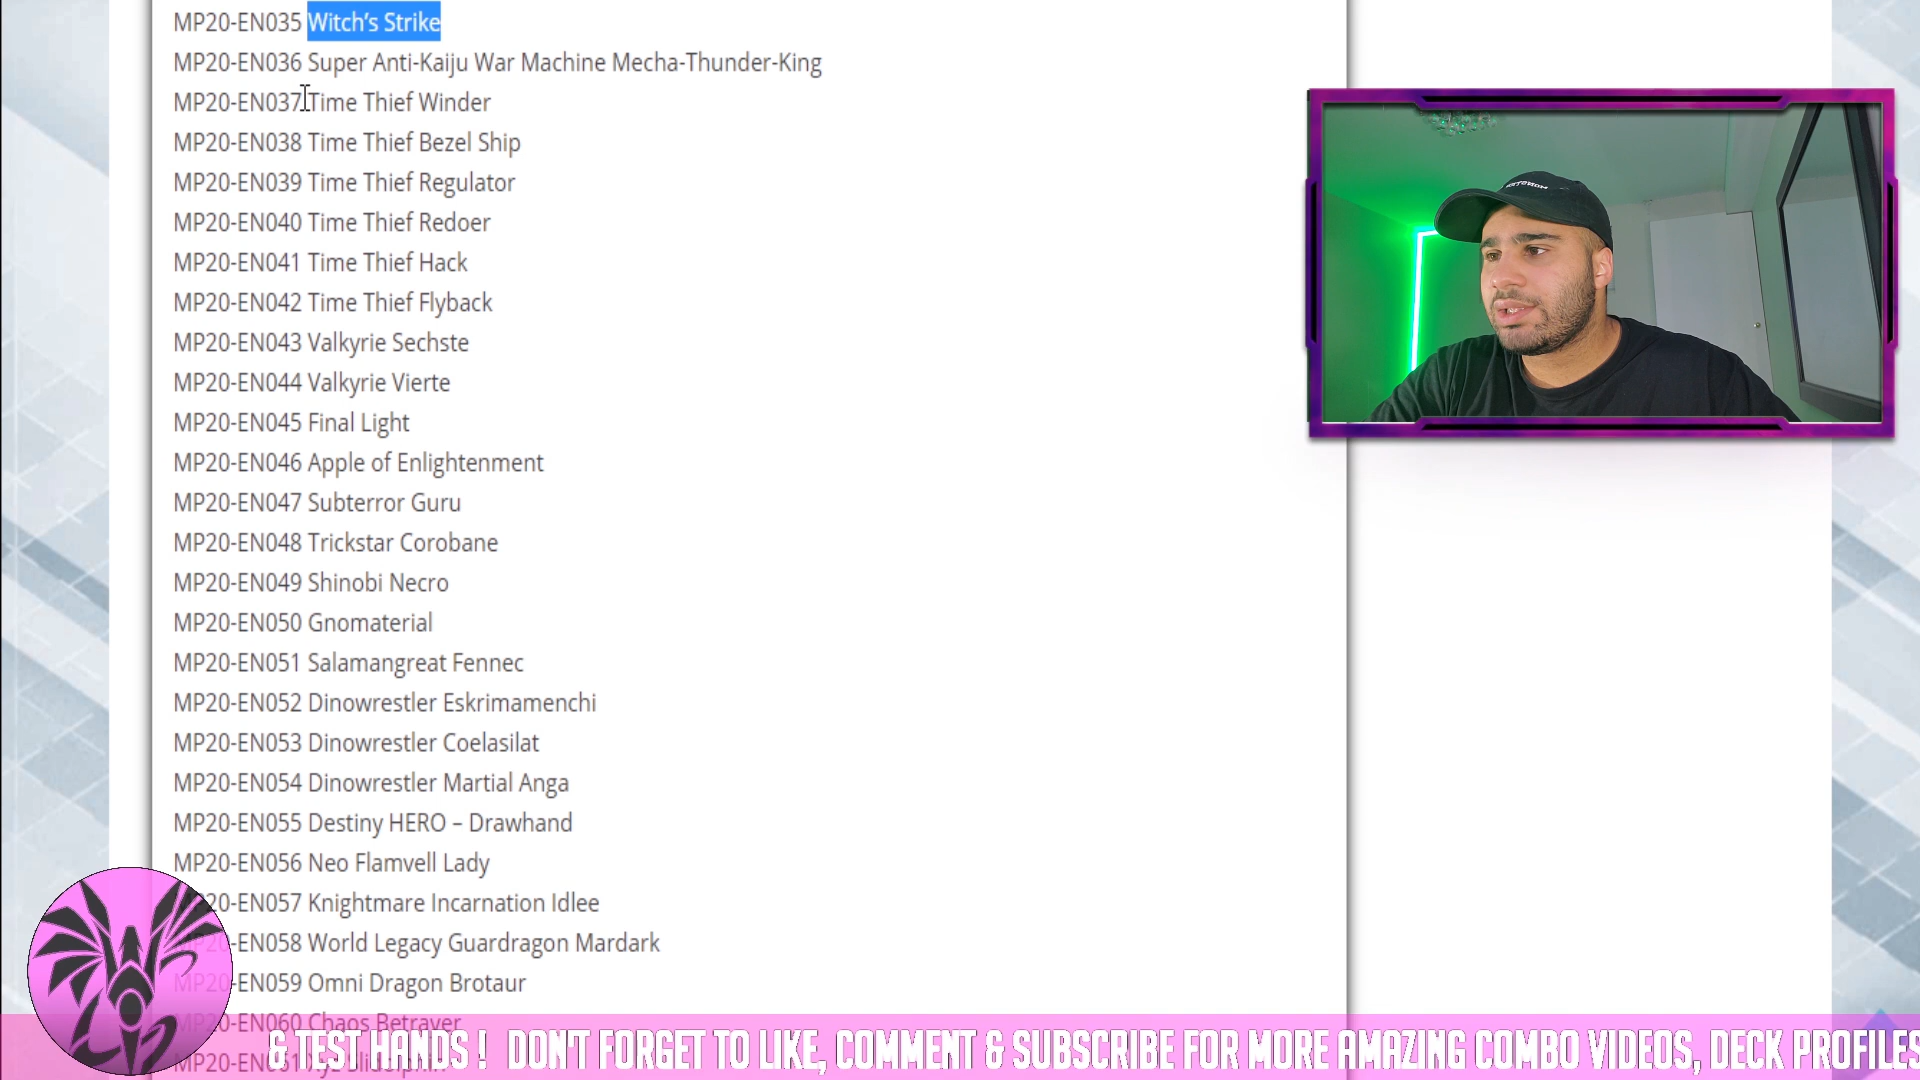 MP20-EN035 Witch's Strike
MP20-EN036 Super Anti-Kaiju War Machine Mecha-Thunder-King
MP20-EN037 Time Thief Winder
MP20-EN038 Time Thief Bezel Ship
MP20-EN039 Time Thief Regulator
MP20-EN040 Time Thief Redoer
MP20-EN041 Time Thief Hack
MP20-EN042 Time Thief Flyback
MP20-EN043 Valkyrie Sechste
MP20-EN044 Valkyrie Vierte
MP20-EN045 Final Light
MP20-EN046 Apple of Enlightenment
MP20-EN047 Subterror Guru
MP20-EN048 Trickstar Corobane
MP20-EN049 Shinobi Necro
MP20-EN050 Gnomaterial
MP20-EN051 Salamangreat Fennec
MP20-EN052 Dinowrestler Eskrimamenchi
MP20-EN053 Dinowrestler Coelasilat
MP20-EN054 Dinowrestler Martial Anga
MP20-EN055 Destiny HERO – Drawhand
MP20-EN056 Neo Flamvell Lady
MP20-EN057 Knightmare Incarnation Idlee
MP20-EN058 World Legacy Guardragon Mardark
MP20-EN059 Omni Dragon Brotaur
MP20-EN060 Chaos Betrayer
& TEST HANDS ! DON'T FORGET TO LIKE, COMMENT & SUBSCRIBE FOR MORE AMAZING COMBO VIDEOS, DECK PROFILES